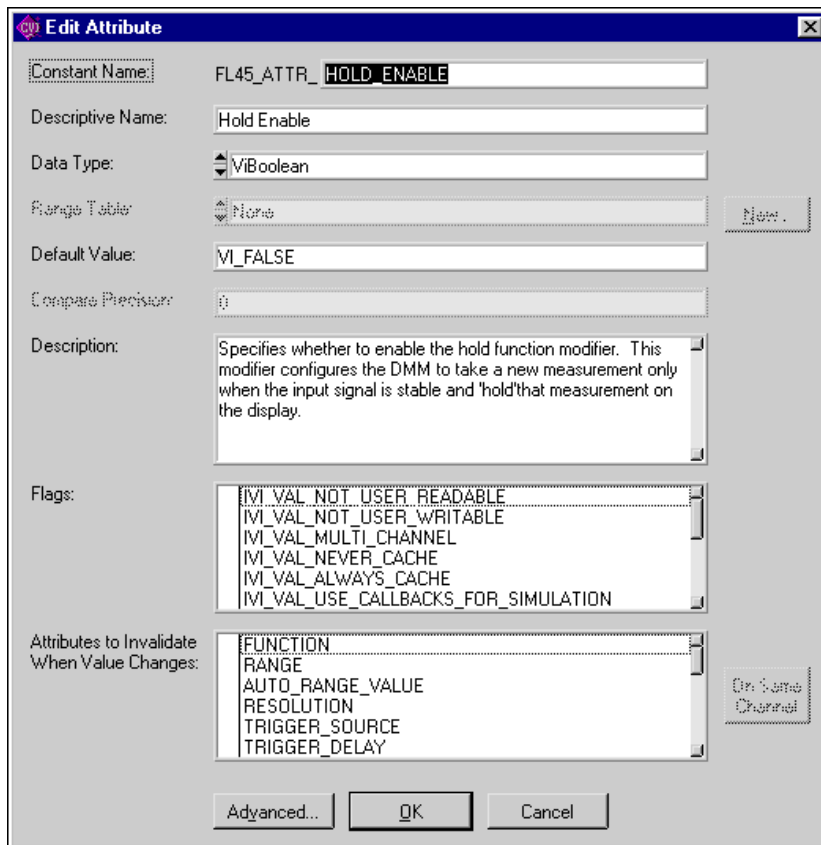 CVI Edit Attribute
Constant Name: FL45_ATTR_ HOLD_ENABLE
Descriptive Name: Hold Enable
Data Type: ViBoolean
Range Table: None New...
Default Value: VI_FALSE
Compare Precision: 0
Description: Specifies whether to enable the hold function modifier. This
modifier configures the DMM to take a new measurement only
when the input signal is stable and 'hold'that measurement on
the display.
Flags: IVI_VAL_NOT_USER_READABLE
IVI_VAL_NOT_USER_WRITABLE
IVI_VAL_MULTI_CHANNEL
IVI_VAL_NEVER_CACHE
IVI_VAL_ALWAYS_CACHE
IVI_VAL_USE_CALLBACKS_FOR_SIMULATION
Attributes to Invalidate FUNCTION
When Value Changes: RANGE
AUTO_RANGE_VALUE
RESOLUTION
TRIGGER_SOURCE
TRIGGER_DELAY
On Same
Channel
Advanced... OK Cancel